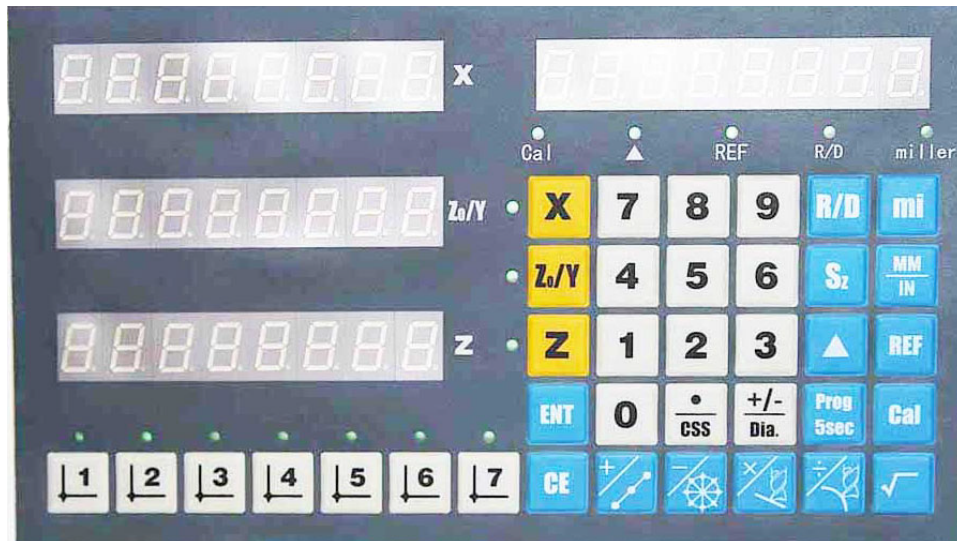 X
Cal ▲ REF R/D miller
Z₀/Y
X 7 8 9 R/D mi
Z₀/Y 4 5 6 Sz MM/IN
Z
Z 1 2 3 ▲ REF
ENT 0 •/CSS +/-/Dia. Prog 5sec Cal
1 2 3 4 5 6 7
CE + − × ÷ √